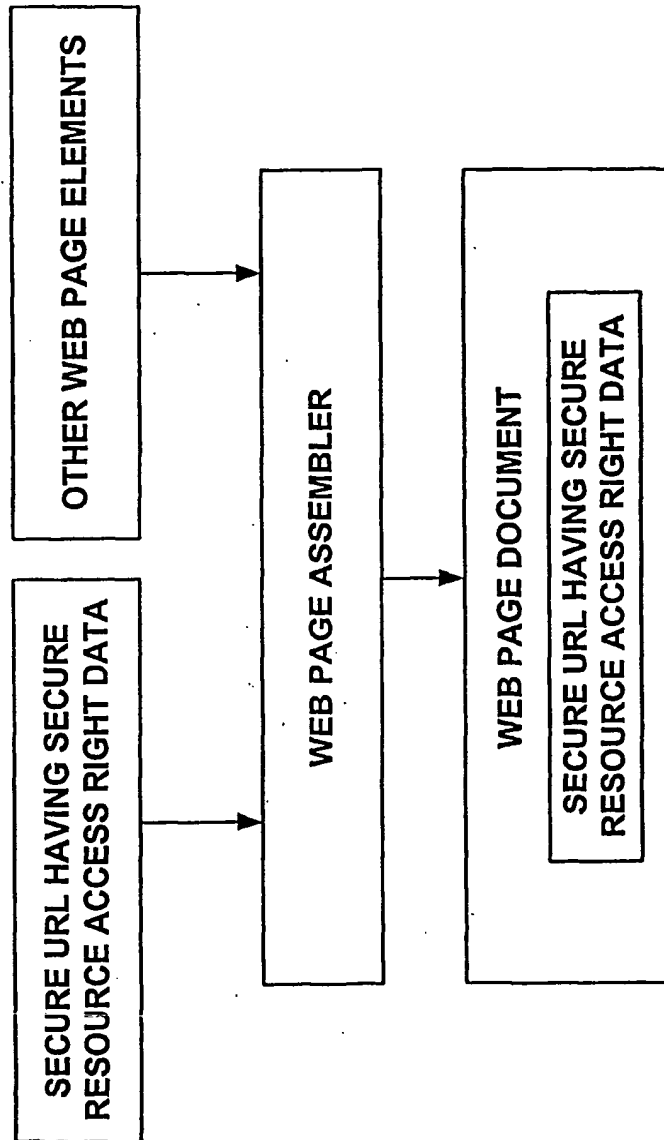 SECURE URL HAVING SECURE
RESOURCE ACCESS RIGHT DATA
OTHER WEB PAGE ELEMENTS
WEB PAGE ASSEMBLER
WEB PAGE DOCUMENT
SECURE URL HAVING SECURE
RESOURCE ACCESS RIGHT DATA